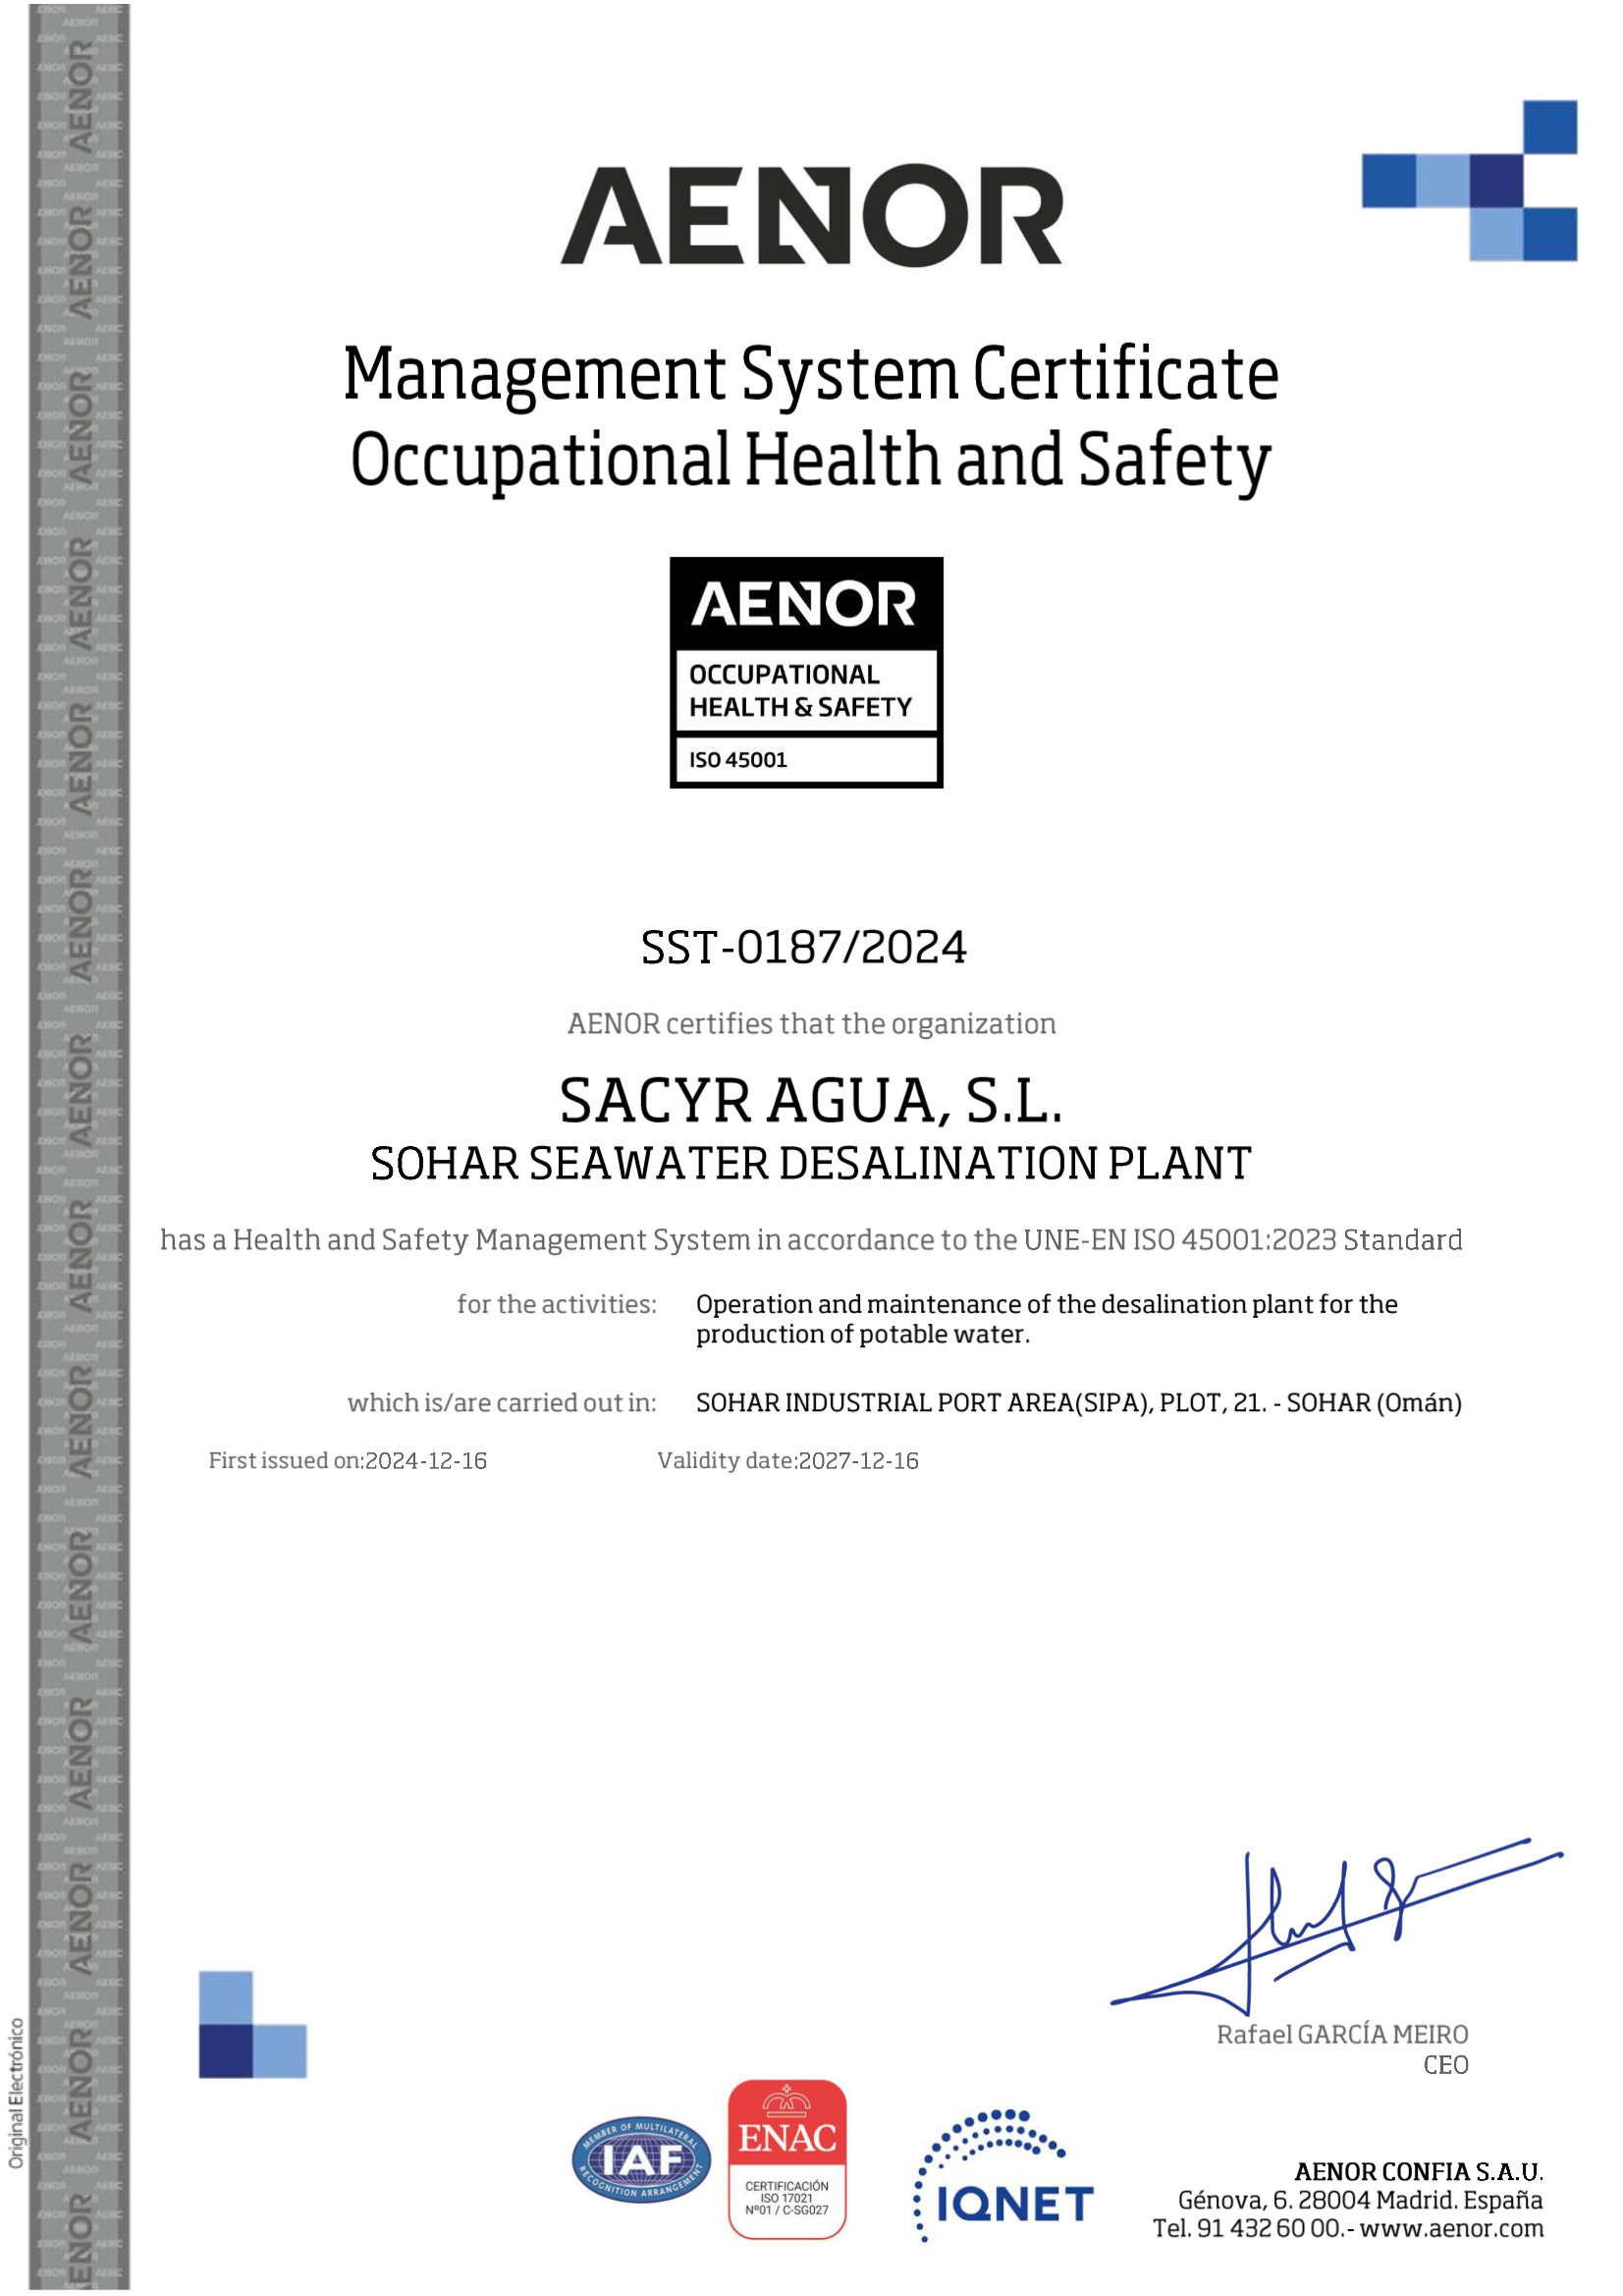 AENOR
Management System Certificate
Occupational Health and Safety
AENOR
OCCUPATIONAL
HEALTH & SAFETY
ISO 45001
SST-0187/2024
AENOR certifies that the organization
SACYR AGUA, S.L.
SOHAR SEAWATER DESALINATION PLANT
has a Health and Safety Management System in accordance to the UNE-EN ISO 45001:2023 Standard
for the activities: Operation and maintenance of the desalination plant for the
production of potable water.
which is/are carried out in: SOHAR INDUSTRIAL PORT AREA(SIPA), PLOT, 21. - SOHAR (Omán)
First issued on:2024-12-16 Validity date:2027-12-16
Rafael GARCÍA MEIRO
CEO
Original Electrónico
MEMBER OF MULTILATERAL
IAF
RECOGNITION ARRANGEMENT
ENAC
CERTIFICACIÓN
ISO 17021
Nº01 / C-SG027
IQNET
AENOR CONFIA S.A.U.
Génova, 6. 28004 Madrid. España
Tel. 91 432 60 00.- www.aenor.com